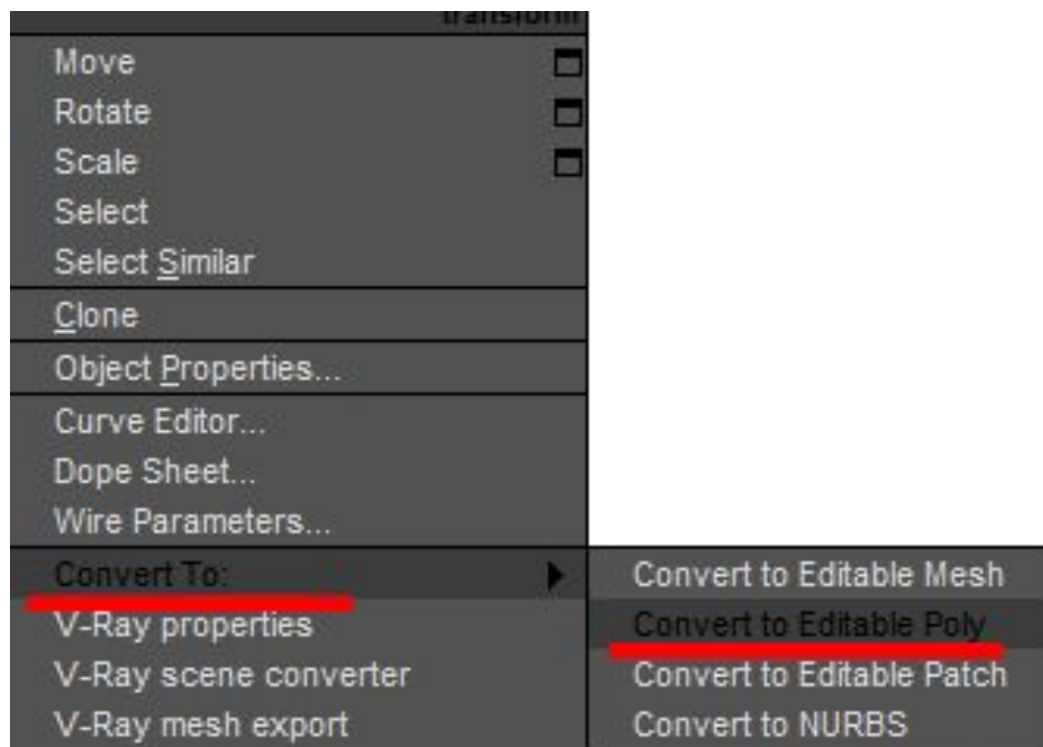 transform
Move
Rotate
Scale
Select
Select Similar
Clone
Object Properties...
Curve Editor...
Dope Sheet...
Wire Parameters...
Convert To:
V-Ray properties
V-Ray scene converter
V-Ray mesh export
Convert to Editable Mesh
Convert to Editable Poly
Convert to Editable Patch
Convert to NURBS